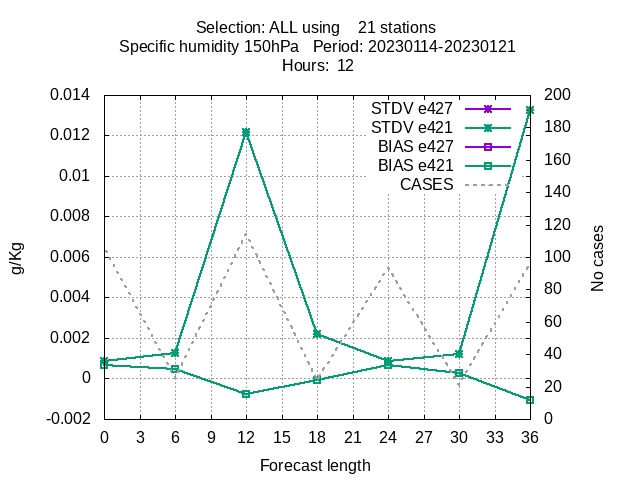 Selection: ALL using    21 stations
Specific humidity 150hPa   Period: 20230114-20230121
Hours:  12
0.014
0.012
0.01
0.008
0.006
0.004
0.002
0
-0.002
g/Kg
STDV e427
STDV e421
BIAS e427
BIAS e421
CASES
200
180
160
140
120
100
80
60
40
20
0
No cases
0 3 6 9 12 15 18 21 24 27 30 33 36
Forecast length